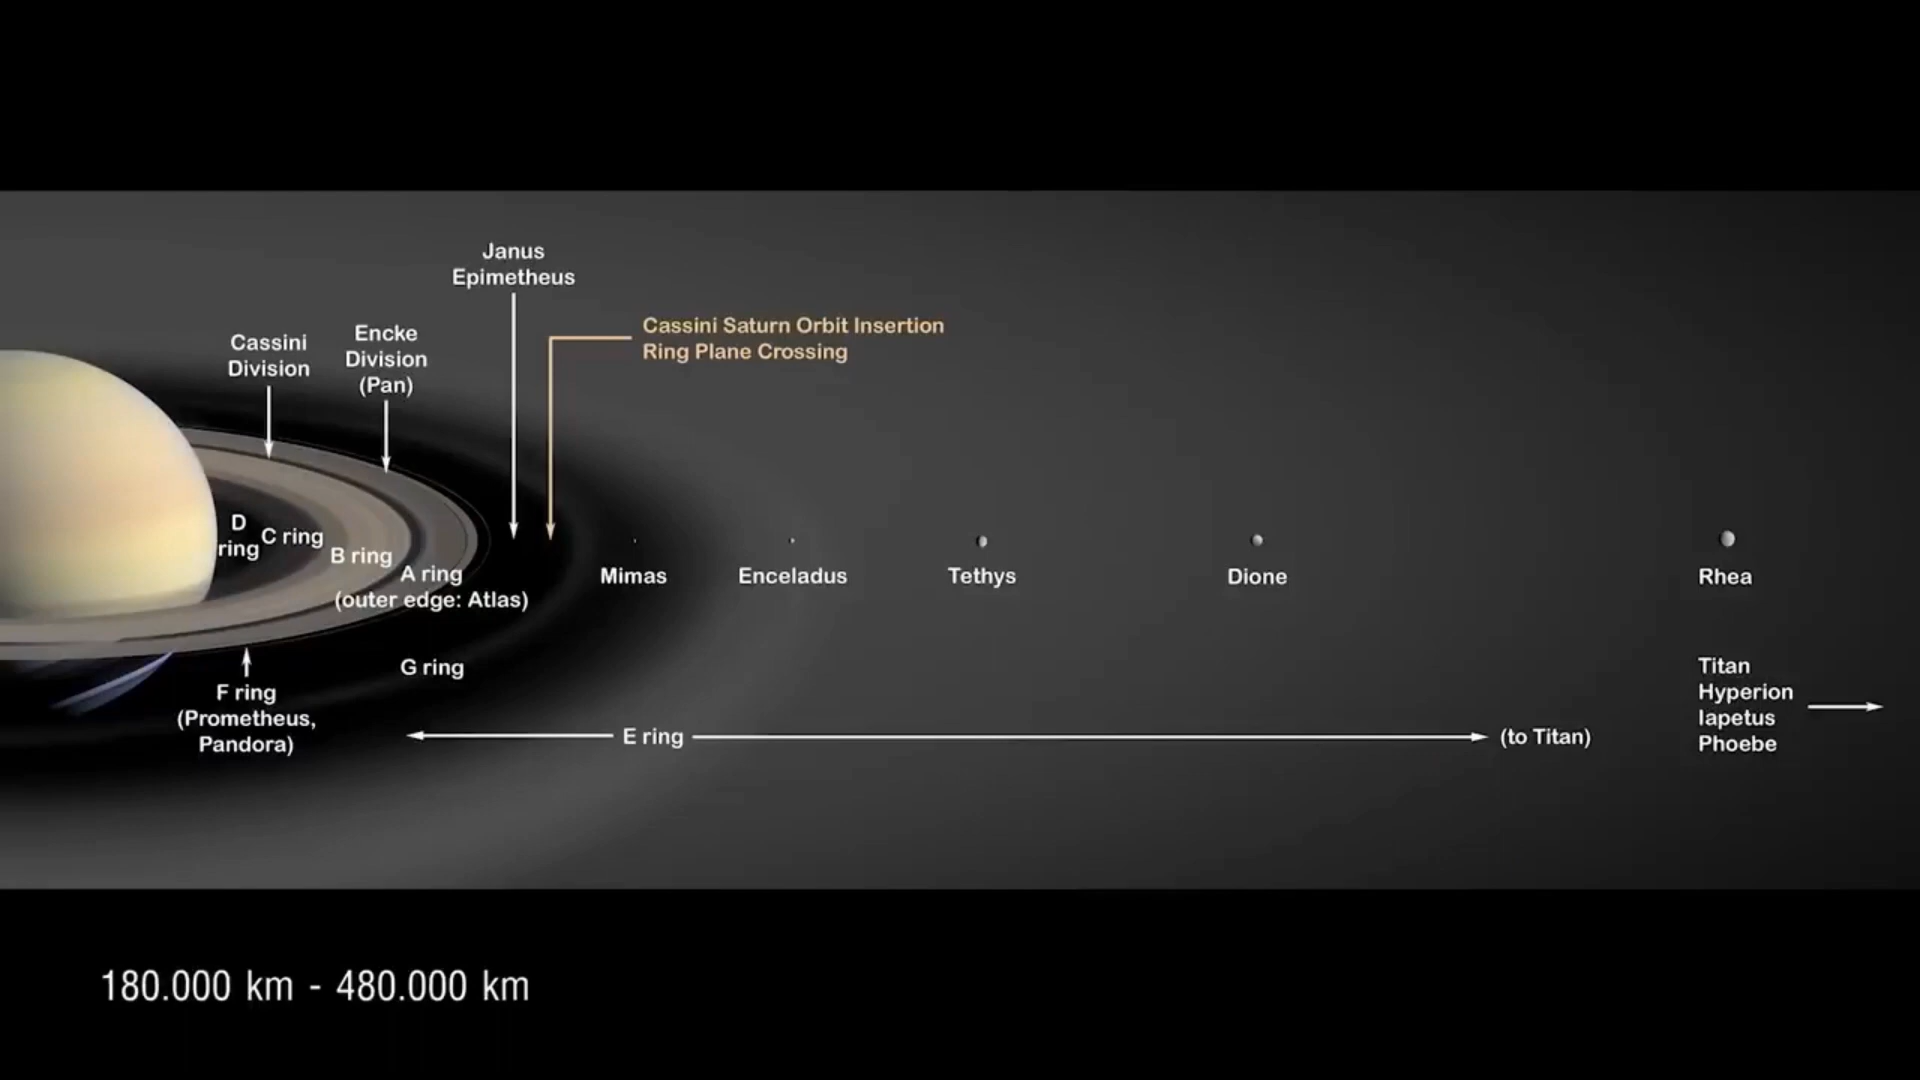 Janus
Epimetheus
Cassini Saturn Orbit Insertion
Ring Plane Crossing
Cassini
Division
Encke
Division
(Pan)
D
ring
C ring
B ring
A ring
(outer edge: Atlas)
Mimas
Enceladus
Tethys
Dione
Rhea
G ring
F ring
(Prometheus,
Pandora)
E ring
(to Titan)
Titan
Hyperion
Iapetus
Phoebe
180.000 km - 480.000 km